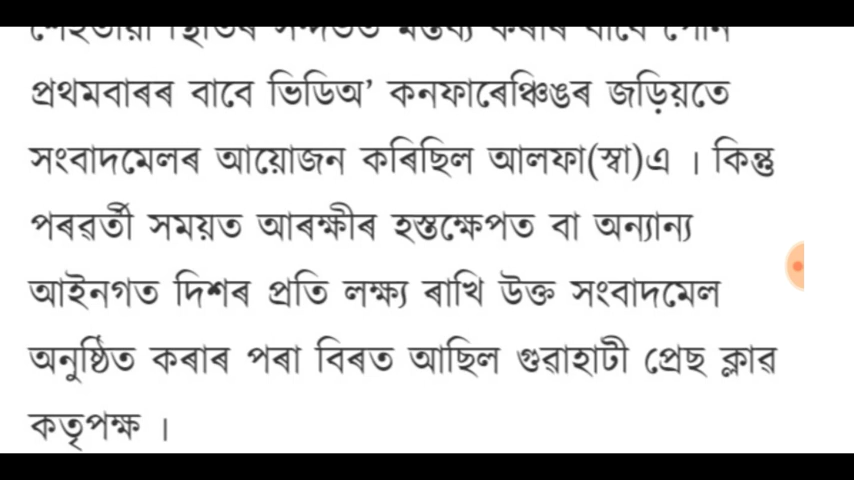 প্ৰথমবাৰৰ বাবে ভিডিঅ’ কনফাৰেঞ্চিঙৰ জড়িয়তে
সংবাদমেলৰ আয়োজন কৰিছিল আলফা(স্বা)এ । কিন্তু
পৰৱৰ্তী সময়ত আৰক্ষীৰ হস্তক্ষেপত বা অন্যান্য
আইনগত দিশৰ প্ৰতি লক্ষ্য ৰাখি উক্ত সংবাদমেল
অনুষ্ঠিত কৰাৰ পৰা বিৰত আছিল গুৱাহাটী প্ৰেছ ক্লাৱ
কতৃপক্ষ ।